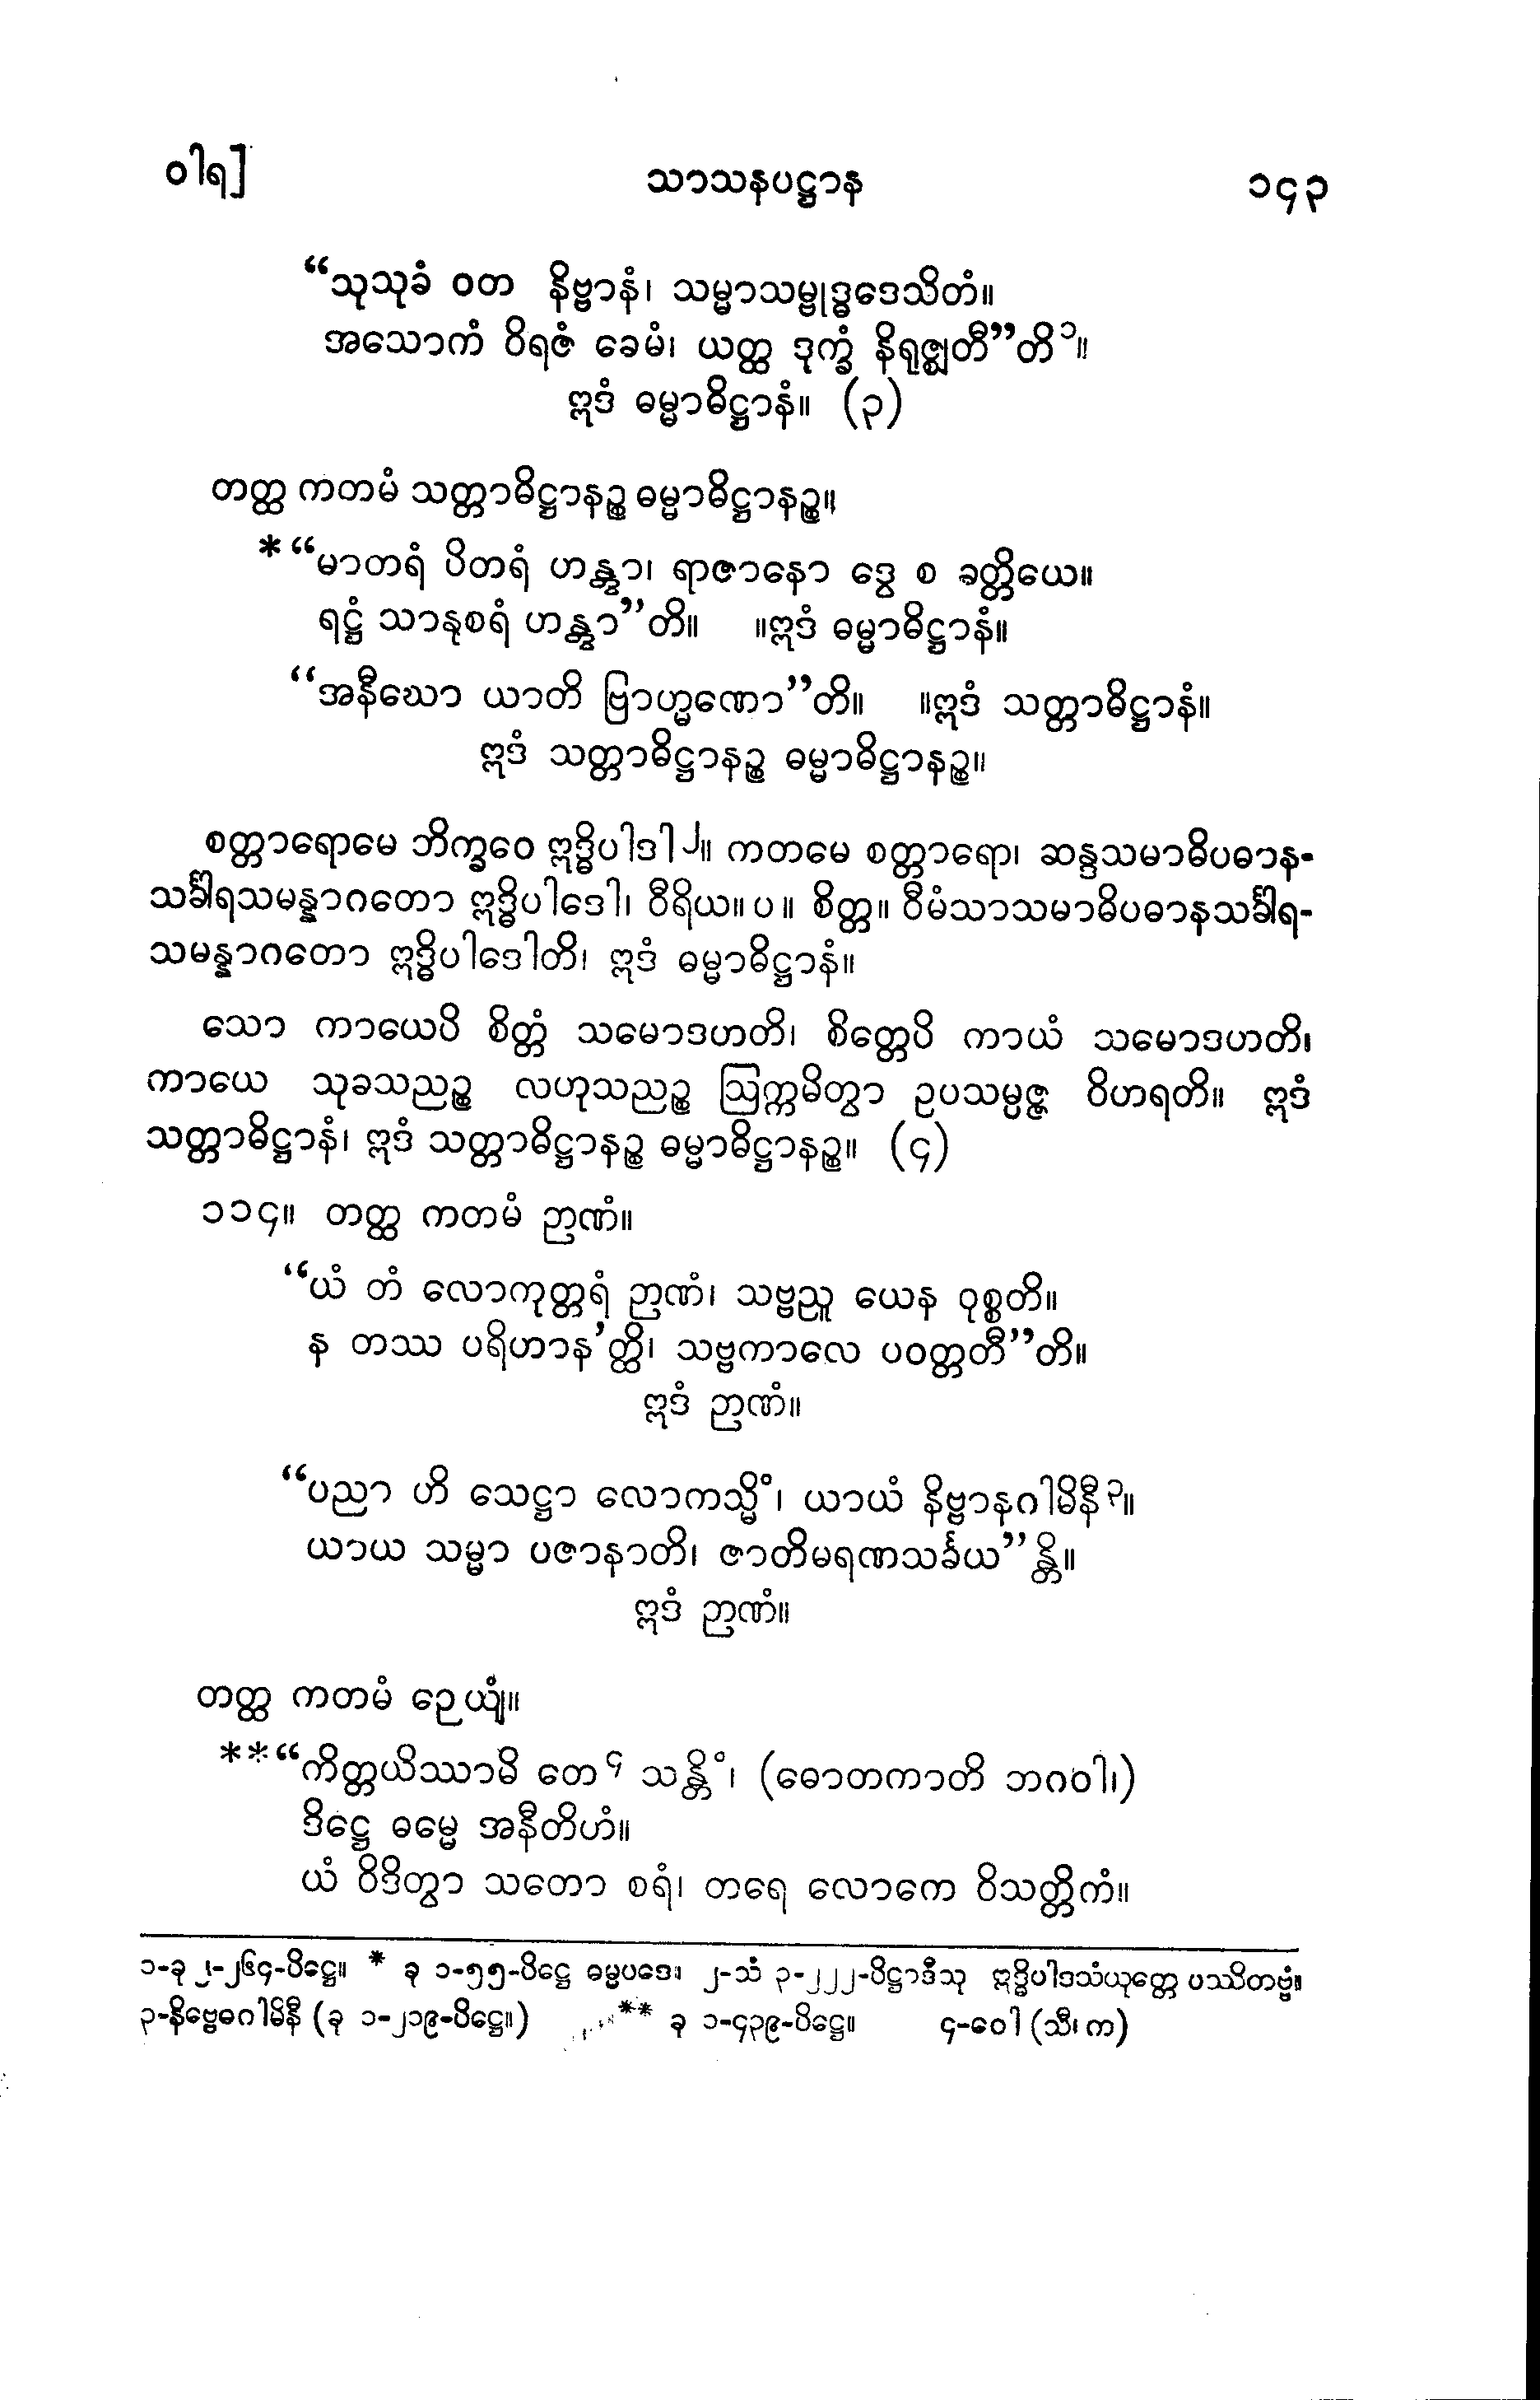 ဝါရ]
သာသနပဋ္ဌာန
၁၄၃
“သုသုခံ ဝတ နိဗ္ဗာနံ၊ သမ္မာသမ္ဗုဒ္ဓဒေသိတံ။
အသောကံ ဝိရဇံ ခေမံ၊ ယတ္ထ ဒုက္ခံ နိရုဇ္ဈတီ”တိ၁။
ဣဒံ ဓမ္မာဓိဋ္ဌာနံ။ (၃)
တတ္ထ ကတမံ သတ္တာဓိဋ္ဌာနဉ္စ ဓမ္မာဓိဋ္ဌာနဉ္စ။
*“မာတရံ ပိတရံ ဟန္တွာ၊ ရာဇာနော ဒွေ စ ခတ္တိယေ။
ရဋ္ဌံ သာနုစရံ ဟန္တွာ”တိ။ ။ဣဒံ ဓမ္မာဓိဋ္ဌာနံ။
“အနီဃော ယာတိ ဗြာဟ္မဏော”တိ။ ။ဣဒံ သတ္တာဓိဋ္ဌာနံ။
ဣဒံ သတ္တာဓိဋ္ဌာနဉ္စ ဓမ္မာဓိဋ္ဌာနဉ္စ။
စတ္တာရောမေ ဘိက္ခဝေ ဣဒ္ဓိပါဒါ၂။ ကတမေ စတ္တာရော၊ ဆန္ဒသမာဓိပဓာန-
သင်္ခါရသမန္နာဂတော ဣဒ္ဓိပါဒေါ၊ ဝီရိယ။ ပ ။ စိတ္တ။ ဝီမံသာသမာဓိပဓာနသင်္ခါရ-
သမန္နာဂတော ဣဒ္ဓိပါဒေါတိ၊ ဣဒံ ဓမ္မာဓိဋ္ဌာနံ။
သော ကာယေပိ စိတ္တံ သမောဒဟတိ၊ စိတ္တေပိ ကာယံ သမောဒဟတိ၊
ကာယေ သုခသညဉ္စ လဟုသညဉ္စ ဩက္ကမိတွာ ဥပသမ္ပဇ္ဇ ဝိဟရတိ။ ဣဒံ
သတ္တာဓိဋ္ဌာနံ၊ ဣဒံ သတ္တာဓိဋ္ဌာနဉ္စ ဓမ္မာဓိဋ္ဌာနဉ္စ။ (၄)
၁၁၄။ တတ္ထ ကတမံ ဉာဏံ။
“ယံ တံ လောကုတ္တရံ ဉာဏံ၊ သဗ္ဗညူ ယေန ဝုစ္စတိ။
န တဿ ပရိဟာန’တ္ထိ၊ သဗ္ဗကာလေ ပဝတ္တတီ”တိ။
ဣဒံ ဉာဏံ။
“ပညာ ဟိ သေဋ္ဌာ လောကသ္မိံ၊ ယာယံ နိဗ္ဗာနဂါမိနီ၃။
ယာယ သမ္မာ ပဇာနာတိ၊ ဇာတိမရဏသင်္ခယ”န္တိ။
ဣဒံ ဉာဏံ။
တတ္ထ ကတမံ ဉေယျံ။
**“ကိတ္တယိဿာမိ တေ၄ သန္တိံ၊ (ဓောတကာတိ ဘဂဝါ၊)
ဒိဋ္ဌေ ဓမ္မေ အနီတိဟံ။
ယံ ဝိဒိတွာ သတော စရံ၊ တရေ လောကေ ဝိသတ္တိကံ။
၁-ခု ၂-၂၆၄-ပိဋ္ဌေ။ * ခု ၁-၅၅-ပိဋ္ဌေ ဓမ္မပဒေ။ ၂-သံ ၃-၂၂၂-ပိဋ္ဌာဒီသု ဣဒ္ဓိပါဒသံယုတ္တေ ပဿိတဗ္ဗံ။
၃-နိဗ္ဗေဓဂါမိနီ (ခု ၁-၂၁၉-ပိဋ္ဌေ။) ** ခု ၁-၄၃၉-ပိဋ္ဌေ။ ၄-ဝေါ (သီ၊ က)